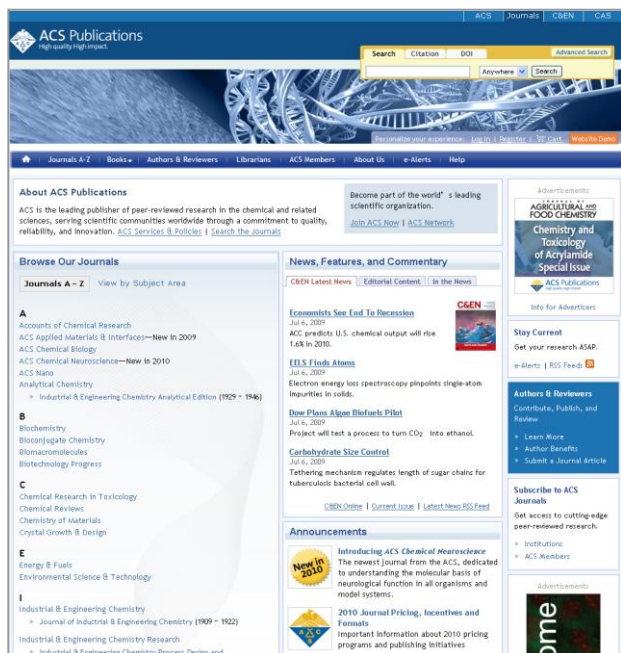 ACS Journals C&EN CAS
ACS Publications
High quality. High impact.
Search Citation DOI Advanced Search
Anywhere Search
Personalize your experience: Log In | Register | Cart Website Demo
Journals A-Z Books Authors & Reviewers Librarians ACS Members About Us e-Alerts Help
About ACS Publications
ACS is the leading publisher of peer-reviewed research in the chemical and related
sciences, serving scientific communities worldwide through a commitment to quality,
reliability, and innovation. ACS Services & Policies | Search the Journals
Become part of the world's leading
scientific organization.
Join ACS Now | ACS Network
Browse Our Journals
Journals A – Z View by Subject Area
A
Accounts of Chemical Research
ACS Applied Materials & Interfaces—New in 2009
ACS Chemical Biology
ACS Chemical Neuroscience—New in 2010
ACS Nano
Analytical Chemistry
» Industrial & Engineering Chemistry Analytical Edition (1929 - 1946)
B
Biochemistry
Bioconjugate Chemistry
Biomacromolecules
Biotechnology Progress
C
Chemical Research in Toxicology
Chemical Reviews
Chemistry of Materials
Crystal Growth & Design
E
Energy & Fuels
Environmental Science & Technology
I
Industrial & Engineering Chemistry
» Journal of Industrial & Engineering Chemistry (1909 - 1922)
Industrial & Engineering Chemistry Research
» Industrial & Engineering Chemistry Process Design and
News, Features, and Commentary
C&EN Latest News Editorial Content In the News
Economists See End To Recession
Jul 6, 2009
ACC predicts U.S. chemical output will rise
1.6% in 2010.
C&EN
EELS Finds Atoms
Jul 6, 2009
Electron energy loss spectroscopy pinpoints single-atom
impurities in solids.
Dow Plans Algae Biofuels Pilot
Jul 6, 2009
Project will test a process to turn CO2 into ethanol.
Carbohydrate Size Control
Jul 6, 2009
Tethering mechanism regulates length of sugar chains for
tuberculosis bacterial cell wall.
C&EN Online | Current Issue | Latest News RSS Feed
Announcements
New in
2010
Introducing ACS Chemical Neuroscience
The newest journal from the ACS, dedicated
to understanding the molecular basis of
neurological function in all organisms and
model systems.
2010 Journal Pricing, Incentives and
Formats
Important information about 2010 pricing
programs and publishing initiatives
Advertisements
JOURNAL OF
AGRICULTURAL AND
FOOD CHEMISTRY
Chemistry and
Toxicology
of Acrylamide
Special Issue
ACS Publications
Info for Advertisers
Stay Current
Get your research ASAP.
e-Alerts | RSS Feeds
Authors & Reviewers
Contribute, Publish, and
Review
» Learn More
» Author Benefits
» Submit a Journal Article
Subscribe to ACS
Journals
Get access to cutting-edge
peer-reviewed research.
» Institutions
» ACS Members
Advertisements
ome